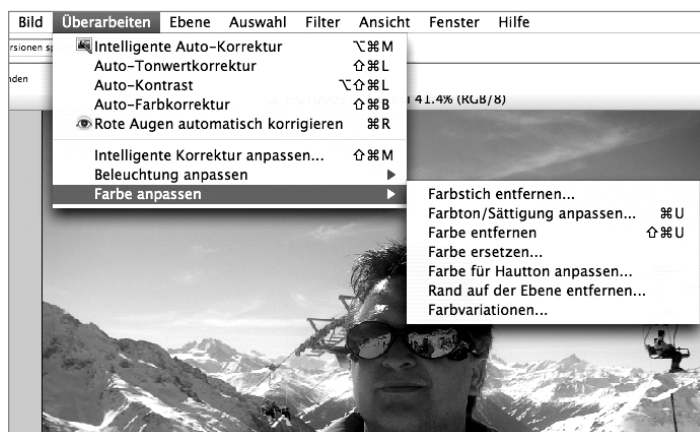 Bild Überarbeiten Ebene Auswahl Filter Ansicht Fenster Hilfe
ersionen
nden
41.4% (RGB/8)
Intelligente Auto-Korrektur ⌥⌘M
Auto-Tonwertkorrektur ⇧⌘L
Auto-Kontrast ⌥⇧⌘L
Auto-Farbkorrektur ⇧⌘B
Rote Augen automatisch korrigieren ⌘R
Intelligente Korrektur anpassen... ⇧⌘M
Beleuchtung anpassen
Farbe anpassen
Farbstich entfernen...
Farbton/Sättigung anpassen... ⌘U
Farbe entfernen ⇧⌘U
Farbe ersetzen...
Farbe für Hautton anpassen...
Rand auf der Ebene entfernen...
Farbvariationen...